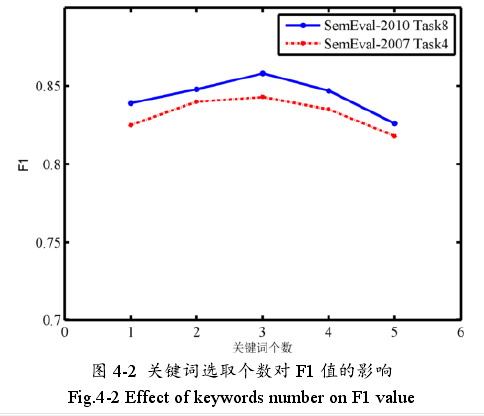 SemEval-2010 Task8
SemEval-2007 Task4
0.85
0.8
0.75
0.7
F1
0 1 2 3 4 5 6
关键词个数
图 4-2 关键词选取个数对 F1 值的影响
Fig.4-2 Effect of keywords number on F1 value